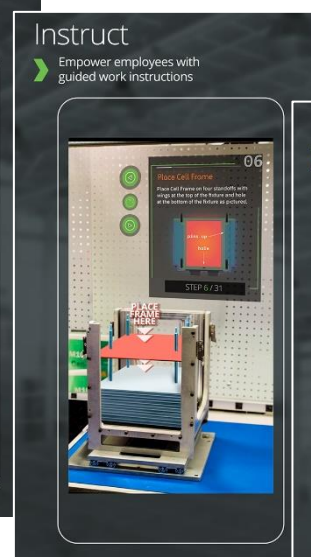 Instruct
Empower employees with
guided work instructions
06
Place Cell Frame
Place Cell Frame on four standoffs with
wings at the top of the fixture and hole
at the bottom of the fixture as pictured.
hole
STEP 6 / 31
PLACE
FRAME
HERE